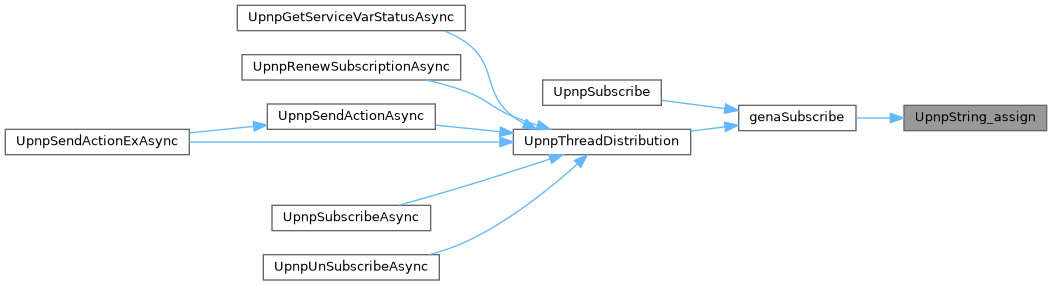 UpnpGetServiceVarStatusAsync
UpnpRenewSubscriptionAsync
UpnpSubscribe
UpnpSendActionAsync
genaSubscribe
UpnpString_assign
UpnpSendActionExAsync
UpnpThreadDistribution
UpnpSubscribeAsync
UpnpUnSubscribeAsync